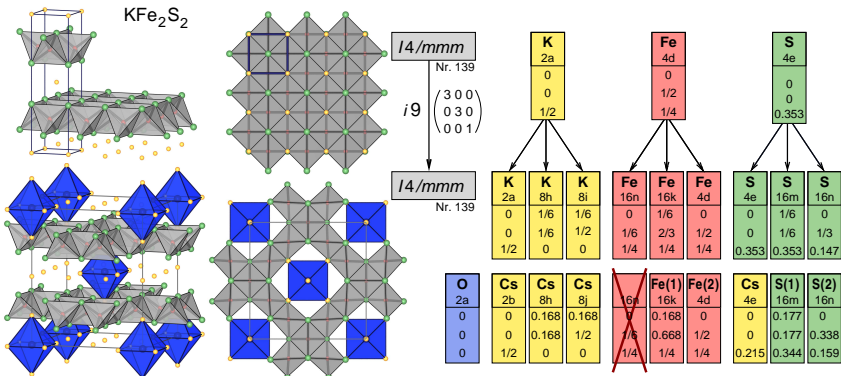 KFe2S2
I4/mmm
Nr. 139
i9
3 0 0
0 3 0
0 0 1
I4/mmm
Nr. 139
K
2a
0
0
1/2
Fe
4d
0
1/2
1/4
S
4e
0
0
0.353
K K K
2a 8h 8i
0 1/6 1/6
0 1/6 1/2
1/2 0 0
Fe Fe Fe
16n 16k 4d
0 1/6 0
1/6 2/3 1/2
1/4 1/4 1/4
S S S
4e 16m 16n
0 1/6 0
0 1/6 1/3
0.353 0.353 0.147
O
2a
0
0
0
Cs Cs Cs
2b 8h 8j
0 0.168 0.168
0 0.168 1/2
1/2 0 0
Fe(1) Fe(2)
16n 16k 4d
0 0.168 0
1/6 0.668 1/2
1/4 1/4 1/4
Cs S(1) S(2)
4e 16m 16n
0 0.177 0
0 0.177 0.338
0.215 0.344 0.159